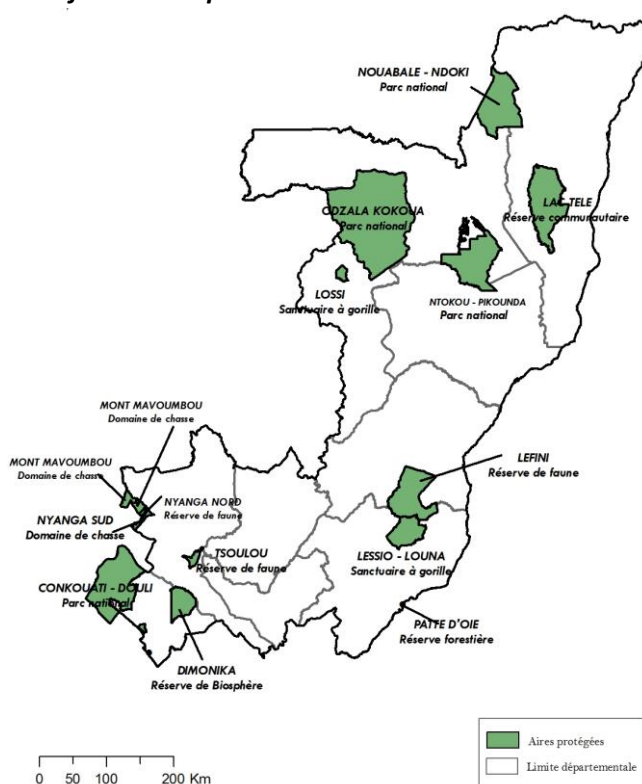 NOUABALE - NDOKI
Parc national
ODZALA KOKOUA
Parc national
LAC TELE
Réserve communautaire
LOSSI
Sanctuaire à gorille
NTOKOU - PIKOUNDA
Parc national
MONT MAVOUMBOU
Domaine de chasse
MONT MAVOUMBOU
Domaine de chasse
NYANGA NORD
Réserve de faune
NYANGA SUD
Domaine de chasse
LEFINI
Réserve de faune
TSOULOU
Réserve de faune
LESSIO - LOUNA
Sanctuaire à gorille
CONKOUATI - DOULI
Parc national
PATTE D'OIE
Réserve forestière
DIMONIKA
Réserve de Biosphère
Aires protégées
Limite départementale
0 50 100 200 Km